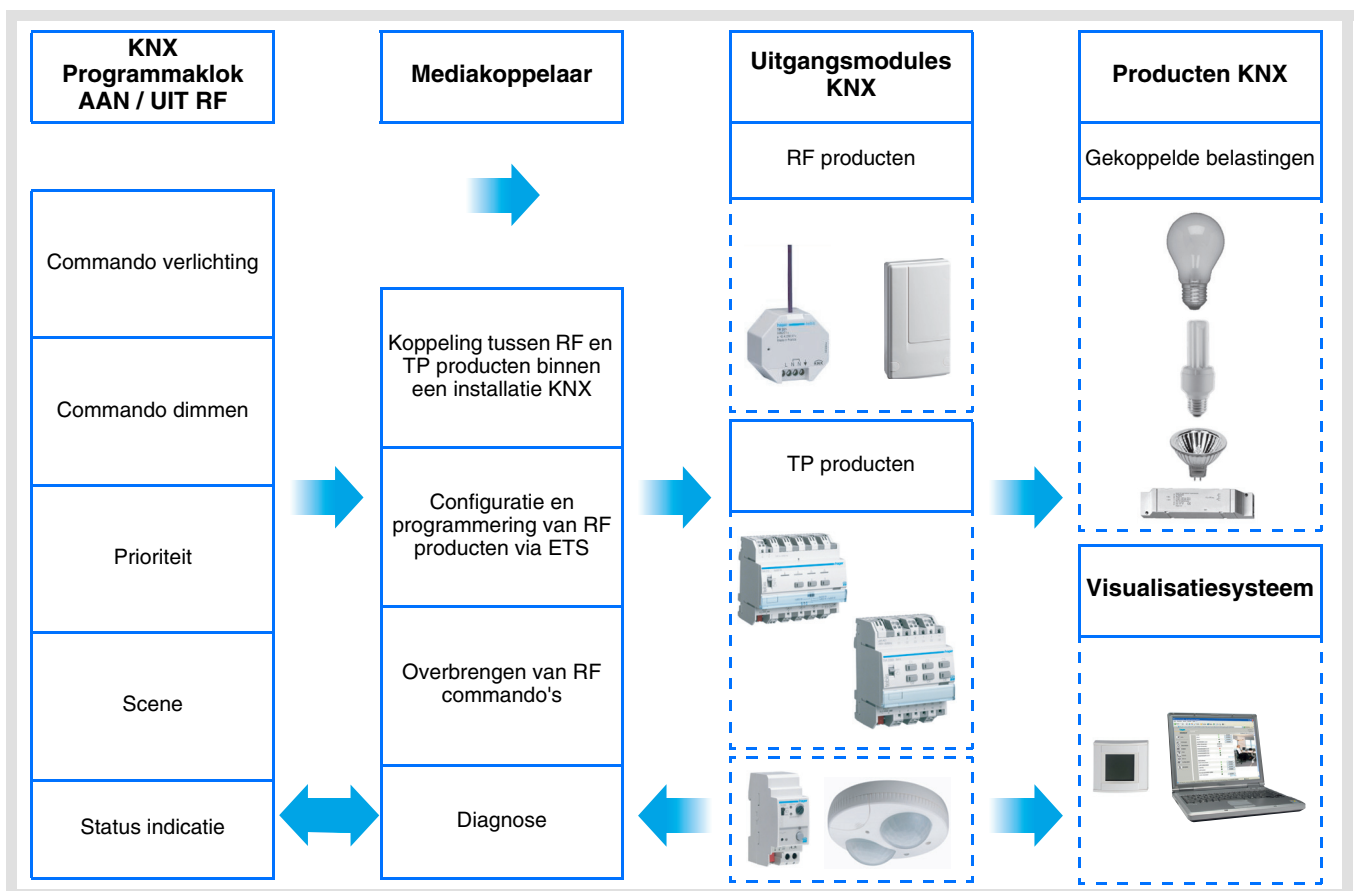 KNX
Programmaklok
AAN / UIT RF
Mediakoppelaar
Uitgangsmodules
KNX
Producten KNX
RF producten
Gekoppelde belastingen
Commando verlichting
Commando dimmen
Prioriteit
Scene
Status indicatie
Koppeling tussen RF en
TP producten binnen
een installatie KNX
Configuratie en
programmering van RF
producten via ETS
Overbrengen van RF
commando's
Diagnose
TP producten
Visualisatiesysteem